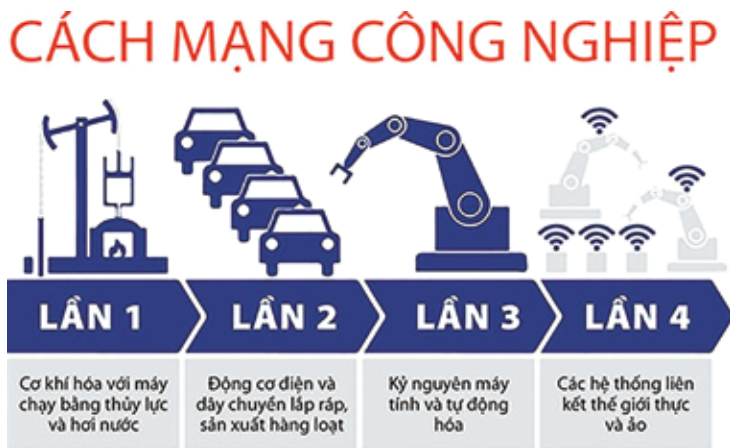 CÁCH MẠNG CÔNG NGHIỆP
LẦN 1
LẦN 2
LẦN 3
LẦN 4
Cơ khí hóa với máy
chạy bằng thủy lực
và hơi nước
Động cơ điện và
dây chuyền lắp ráp,
sản xuất hàng loạt
Kỷ nguyên máy
tính và tự động
hóa
Các hệ thống liên
kết thế giới thực
và ảo